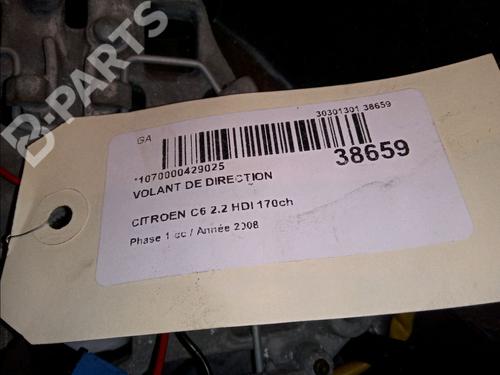 B-PARTS
GA
30301301 38659
*1070000429025
38659
VOLANT DE DIRECTION
CITROEN C6 2.2 HDI 170ch
Phase 1 cc / Année 2008